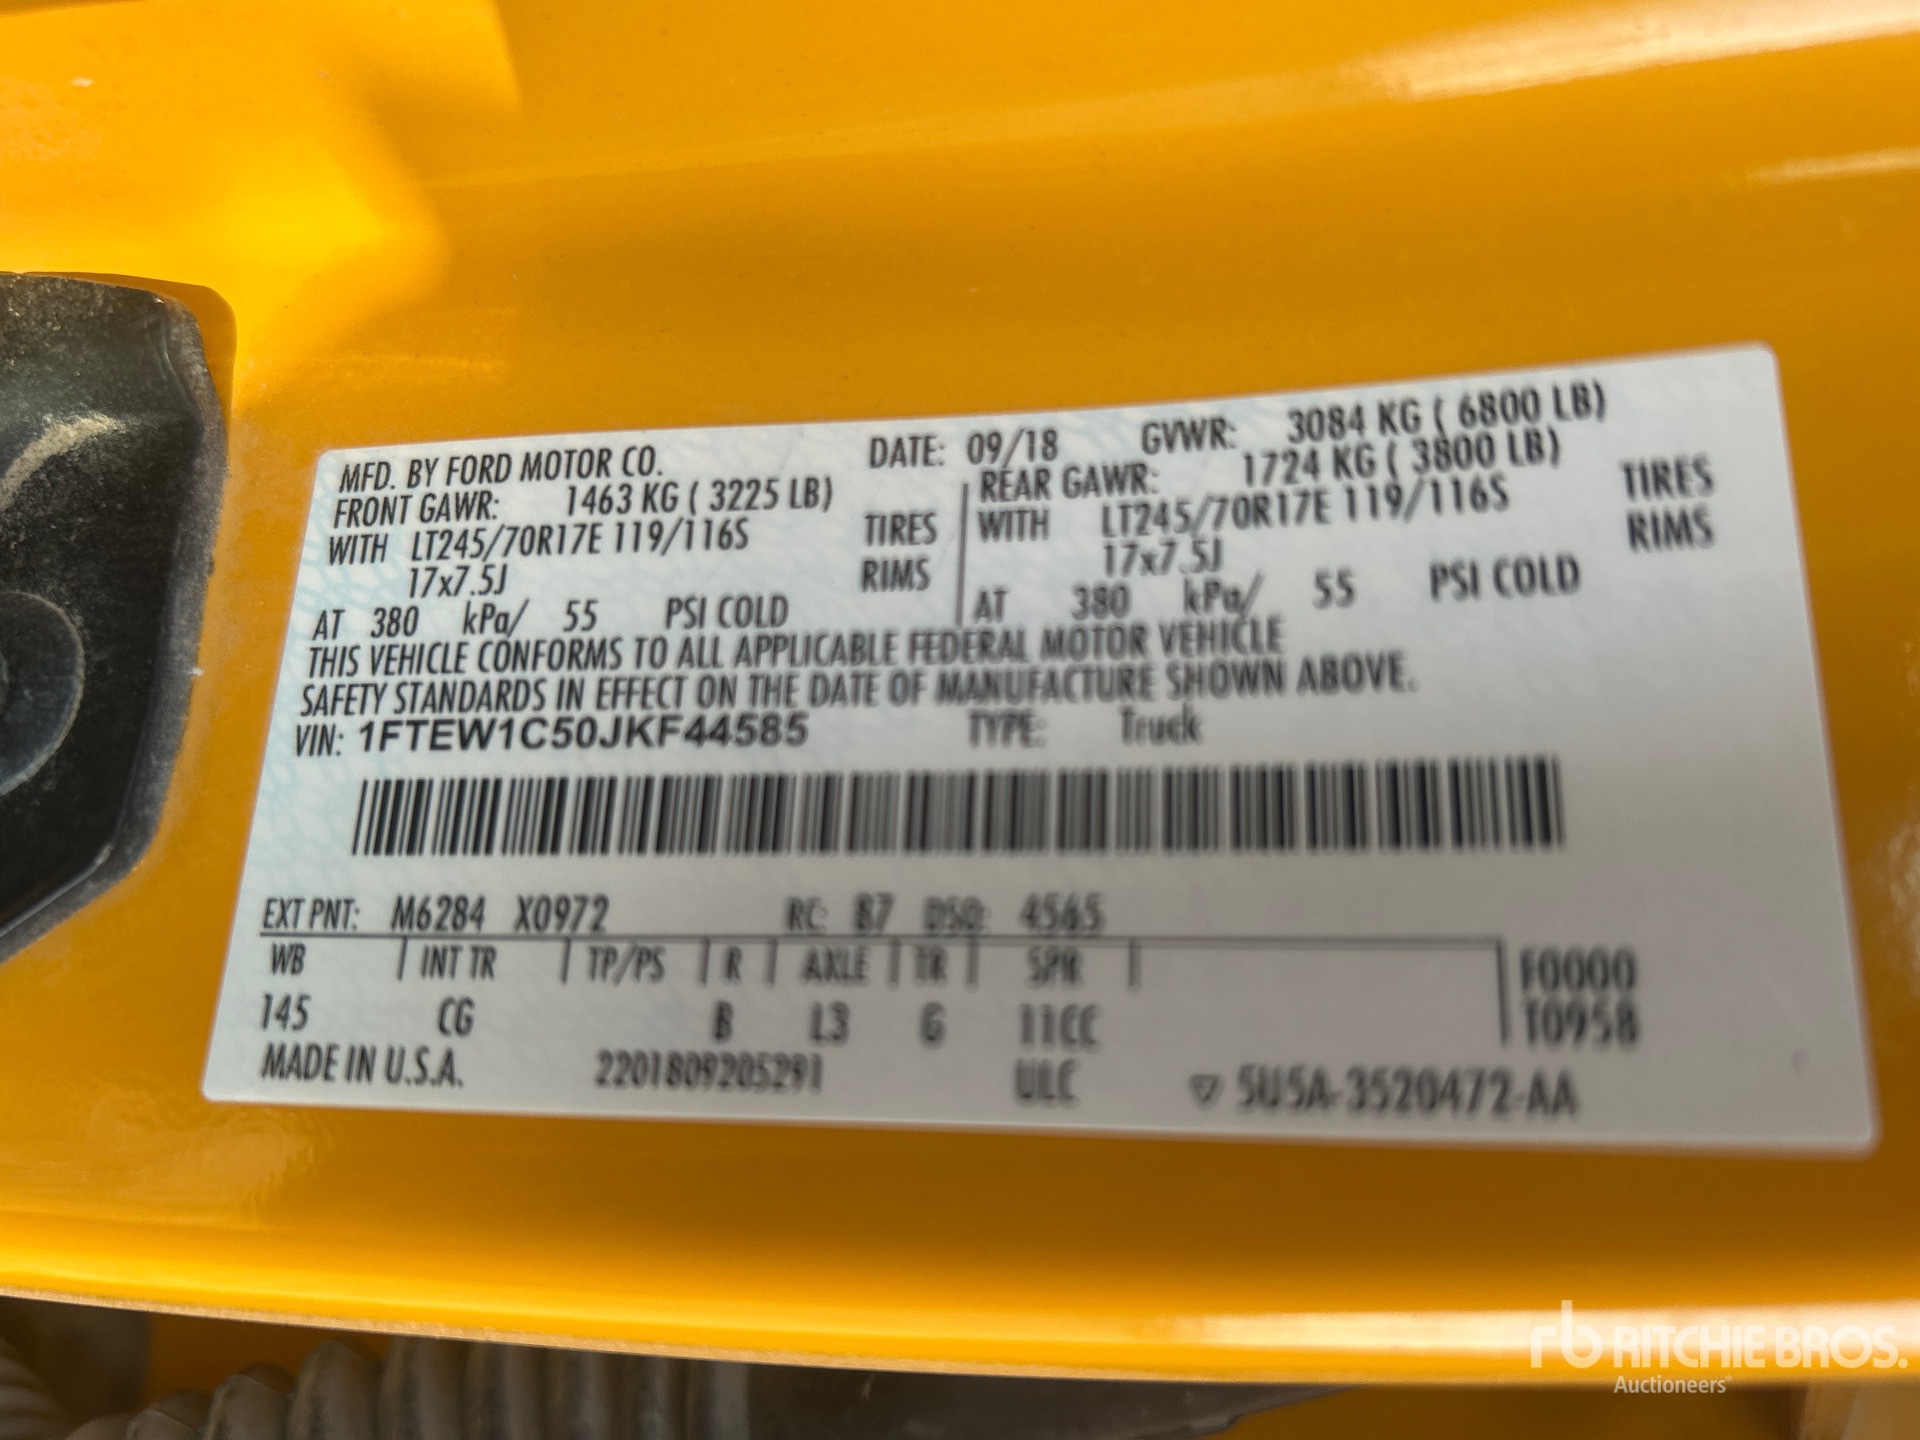 MFD. BY FORD MOTOR CO. DATE: 09/18 GVWR: 3084 KG ( 6800 LB)
FRONT GAWR: 1463 KG ( 3225 LB) REAR GAWR: 1724 KG ( 3800 LB)
WITH LT245/70R17E 119/116S TIRES WITH LT245/70R17E 119/116S TIRES
17x7.5J RIMS 17x7.5J RIMS
AT 380 kPa/ 55 PSI COLD AT 380 kPa/ 55 PSI COLD
THIS VEHICLE CONFORMS TO ALL APPLICABLE FEDERAL MOTOR VEHICLE
SAFETY STANDARDS IN EFFECT ON THE DATE OF MANUFACTURE SHOWN ABOVE.
VIN: 1FTEW1C50JKF44585 TYPE: Truck
EXT PNT: M6284 X0972 RC: 87 DSO: 4565
WB INT TR TP/PS R AXLE TR SPR F0000
145 CG B L3 G 11CC T0958
MADE IN U.S.A. 2201809205291 ULC 5U5A-3520472-AA
rb RITCHIE BROS.
Auctioneers